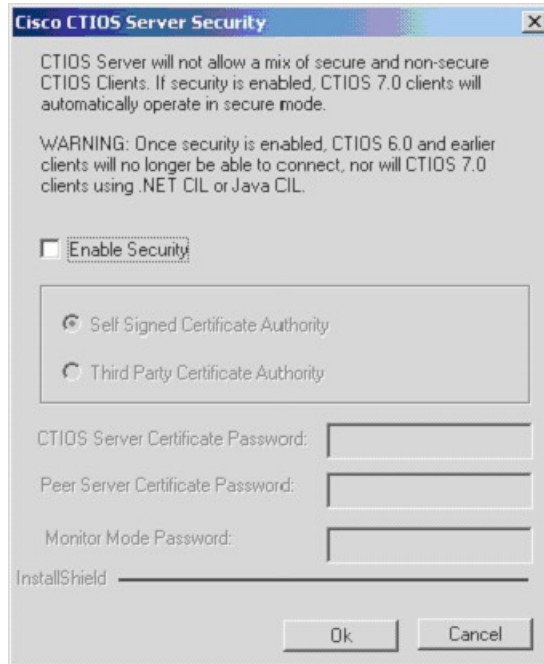 Cisco CTIOS Server Security
CTIOS Server will not allow a mix of secure and non-secure
CTIOS Clients. If security is enabled, CTIOS 7.0 clients will
automatically operate in secure mode.
WARNING: Once security is enabled, CTIOS 6.0 and earlier
clients will no longer be able to connect, nor will CTIOS 7.0
clients using .NET CIL or Java CIL.
Enable Security
Self Signed Certificate Authority
Third Party Certificate Authority
CTIOS Server Certificate Password:
Peer Server Certificate Password:
Monitor Mode Password:
InstallShield
Ok Cancel